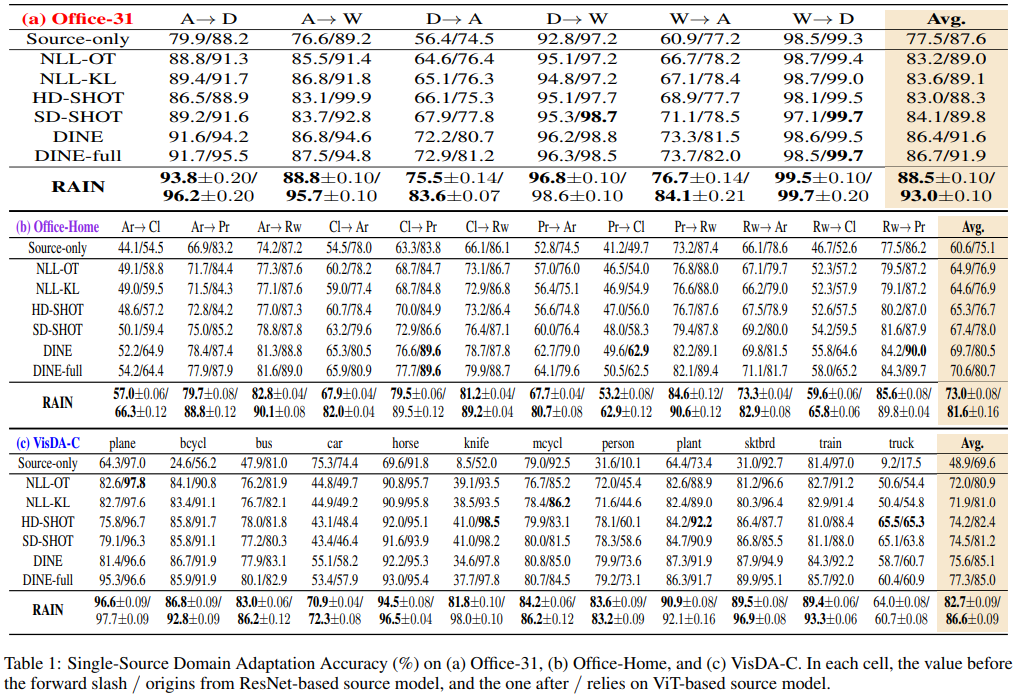 (a) Office-31 A→ D A→ W D→ A D→ W W→ A W→ D Avg.
Source-only 79.9/88.2 76.6/89.2 56.4/74.5 92.8/97.2 60.9/77.2 98.5/99.3 77.5/87.6
NLL-OT 88.8/91.3 85.5/91.4 64.6/76.4 95.1/97.2 66.7/78.2 98.7/99.4 83.2/89.0
NLL-KL 89.4/91.7 86.8/91.8 65.1/76.3 94.8/97.2 67.1/78.4 98.7/99.0 83.6/89.1
HD-SHOT 86.5/88.9 83.1/99.9 66.1/75.3 95.1/97.7 68.9/77.7 98.1/99.5 83.0/88.3
SD-SHOT 89.2/91.6 83.7/92.8 67.9/77.8 95.3/98.7 71.1/78.5 97.1/99.7 84.1/89.8
DINE 91.6/94.2 86.8/94.6 72.2/80.7 96.2/98.8 73.3/81.5 98.6/99.5 86.4/91.6
DINE-full 91.7/95.5 87.5/94.8 72.9/81.2 96.3/98.5 73.7/82.0 98.5/99.7 86.7/91.9
RAIN 93.8±0.20/ 88.8±0.10/ 75.5±0.14/ 96.8±0.10/ 76.7±0.14/ 99.5±0.10/ 88.5±0.10/
96.2±0.20 95.7±0.10 83.6±0.07 98.6±0.10 84.1±0.21 99.7±0.20 93.0±0.10
(b) Office-Home Ar→ Cl Ar→ Pr Ar→ Rw Cl→ Ar Cl→ Pr Cl→ Rw Pr→ Ar Pr→ Cl Pr→ Rw Rw→ Ar Rw→ Cl Rw→ Pr Avg.
Source-only 44.1/54.5 66.9/83.2 74.2/87.2 54.5/78.0 63.3/83.8 66.1/86.1 52.8/74.5 41.2/49.7 73.2/87.4 66.1/78.6 46.7/52.6 77.5/86.2 60.6/75.1
NLL-OT 49.1/58.8 71.7/84.4 77.3/87.6 60.2/78.2 68.7/84.7 73.1/86.7 57.0/76.0 46.5/54.0 76.8/88.0 67.1/79.7 52.3/57.2 79.5/87.2 64.9/76.9
NLL-KL 49.0/59.5 71.5/84.3 77.1/87.6 59.0/77.4 68.7/84.8 72.9/86.8 56.4/75.1 46.9/54.9 76.6/88.0 66.2/79.0 52.3/57.9 79.1/87.2 64.6/76.9
HD-SHOT 48.6/57.2 72.8/84.2 77.0/87.3 60.7/78.4 70.0/84.9 73.2/86.4 56.6/74.8 47.0/56.0 76.7/87.6 67.5/78.9 52.6/57.5 80.2/87.0 65.3/76.7
SD-SHOT 50.1/59.4 75.0/85.2 78.8/87.8 63.2/79.6 72.9/86.6 76.4/87.1 60.0/76.4 48.0/58.3 79.4/87.8 69.2/80.0 54.2/59.5 81.6/87.9 67.4/78.0
DINE 52.2/64.9 78.4/87.4 81.3/88.8 65.3/80.5 76.6/89.6 78.7/87.8 62.7/79.0 49.6/62.9 82.2/89.1 69.8/81.5 55.8/64.6 84.2/90.0 69.7/80.5
DINE-full 54.2/64.4 77.9/87.9 81.6/89.0 65.9/80.9 77.7/89.6 79.9/88.7 64.1/79.6 50.5/62.5 82.1/89.4 71.1/81.7 58.0/65.2 84.3/89.7 70.6/80.7
RAIN 57.0±0.06/ 79.7±0.08/ 82.8±0.04/ 67.9±0.04/ 79.5±0.06/ 81.2±0.04/ 67.7±0.04/ 53.2±0.08/ 84.6±0.12/ 73.3±0.04/ 59.6±0.06/ 85.6±0.08/ 73.0±0.08/
66.3±0.12 88.8±0.12 90.1±0.08 82.0±0.04 89.5±0.12 89.2±0.04 80.7±0.08 62.9±0.12 90.6±0.12 82.9±0.08 65.8±0.06 89.8±0.04 81.6±0.16
(c) VisDA-C plane bcycl bus car horse knife mcycl person plant sktbrd train truck Avg.
Source-only 64.3/97.0 24.6/56.2 47.9/81.0 75.3/74.4 69.6/91.8 8.5/52.0 79.0/92.5 31.6/10.1 64.4/73.4 31.0/92.7 81.4/97.0 9.2/17.5 48.9/69.6
NLL-OT 82.6/97.8 84.1/90.8 76.2/81.9 44.8/49.7 90.8/95.7 39.1/93.5 76.7/85.2 72.0/45.4 82.6/88.9 81.2/96.6 82.7/91.2 50.6/54.4 72.0/80.9
NLL-KL 82.7/97.6 83.4/91.1 76.7/82.1 44.9/49.2 90.9/95.8 38.5/93.5 78.4/86.2 71.6/44.6 82.4/89.0 80.3/96.4 82.9/91.4 50.4/54.8 71.9/81.0
HD-SHOT 75.8/96.7 85.8/91.7 78.0/81.8 43.1/48.4 92.0/95.1 41.0/98.5 79.9/83.1 78.1/60.1 84.2/92.2 86.4/87.7 81.0/88.4 65.5/65.3 74.2/82.4
SD-SHOT 79.1/96.3 85.8/91.1 77.2/80.3 43.4/46.4 91.6/93.9 41.0/98.2 80.0/81.5 78.3/58.6 84.7/90.9 86.8/85.5 81.1/88.0 65.1/63.8 74.5/81.2
DINE 81.4/96.6 86.7/91.9 77.9/83.1 55.1/58.2 92.2/95.3 34.6/97.8 80.8/85.0 79.9/73.6 87.3/91.9 87.9/94.9 84.3/92.2 58.7/60.7 75.6/85.1
DINE-full 95.3/96.6 85.9/91.9 80.1/82.9 53.4/57.9 93.0/95.4 37.7/97.8 80.7/84.5 79.2/73.1 86.3/91.7 89.9/95.1 85.7/92.0 60.4/60.9 77.3/85.0
RAIN 96.6±0.09/ 86.8±0.09/ 83.0±0.06/ 70.9±0.04/ 94.5±0.08/ 81.8±0.10/ 84.2±0.06/ 83.6±0.09/ 90.9±0.08/ 89.5±0.08/ 89.4±0.06/ 64.0±0.08/ 82.7±0.09/
97.7±0.09 92.8±0.09 86.2±0.12 72.3±0.08 96.5±0.04 98.0±0.10 86.2±0.12 83.2±0.09 92.1±0.16 96.9±0.08 93.3±0.06 60.7±0.08 86.6±0.09
Table 1: Single-Source Domain Adaptation Accuracy (%) on (a) Office-31, (b) Office-Home, and (c) VisDA-C. In each cell, the value before
the forward slash / origins from ResNet-based source model, and the one after / relies on ViT-based source model.